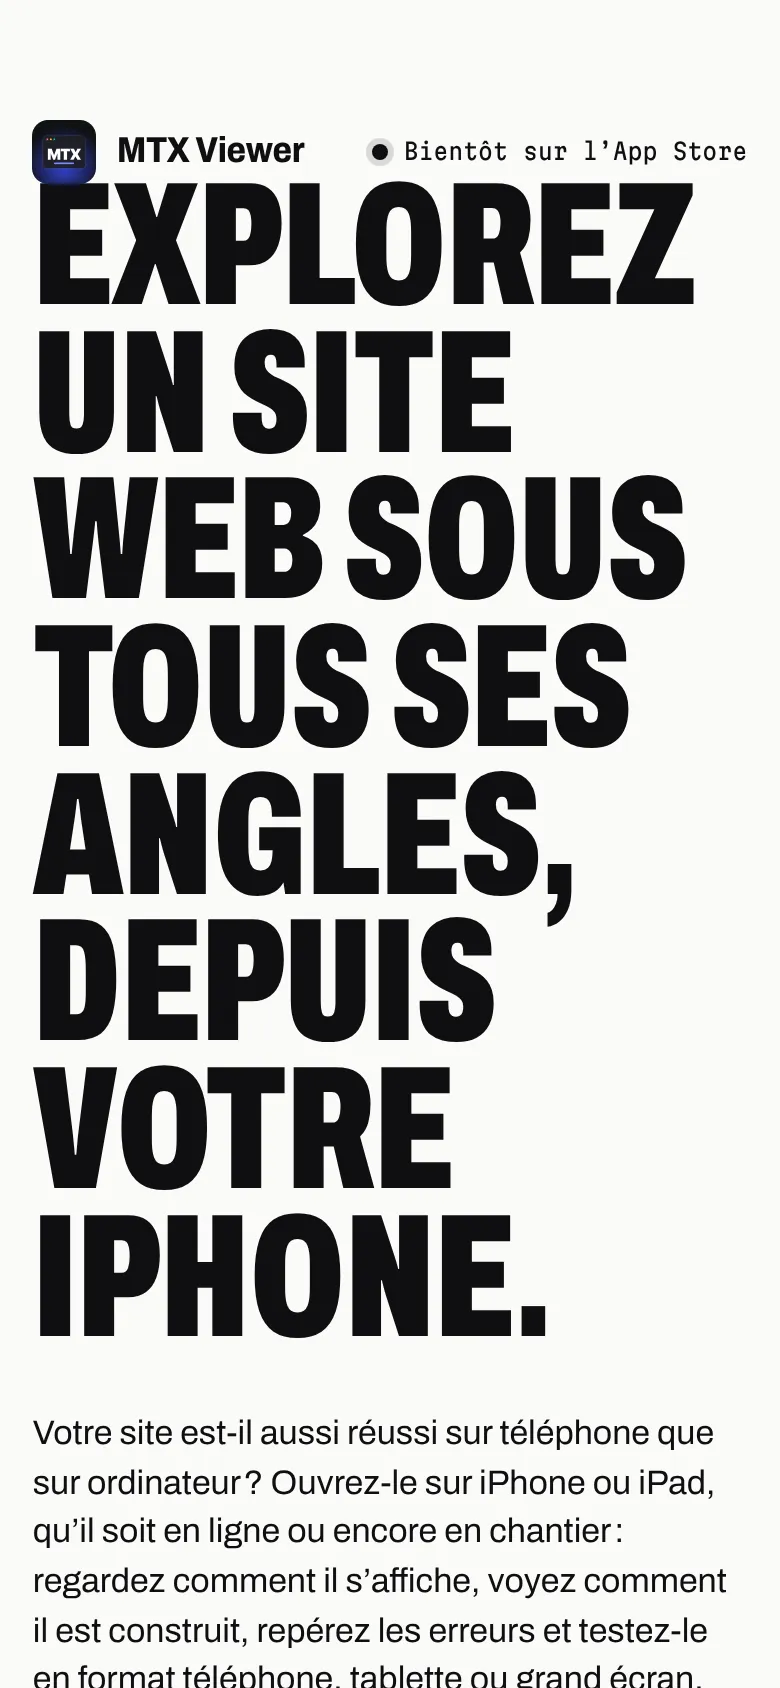 MTX
MTX Viewer
Bientôt sur l’App Store
EXPLOREZ
UN SITE
WEB SOUS
TOUS SES
ANGLES,
DEPUIS
VOTRE
IPHONE.
Votre site est-il aussi réussi sur téléphone que
sur ordinateur ? Ouvrez-le sur iPhone ou iPad,
qu’il soit en ligne ou encore en chantier :
regardez comment il s’affiche, voyez comment
il est construit, repérez les erreurs et testez-le
en format téléphone, tablette ou grand écran.